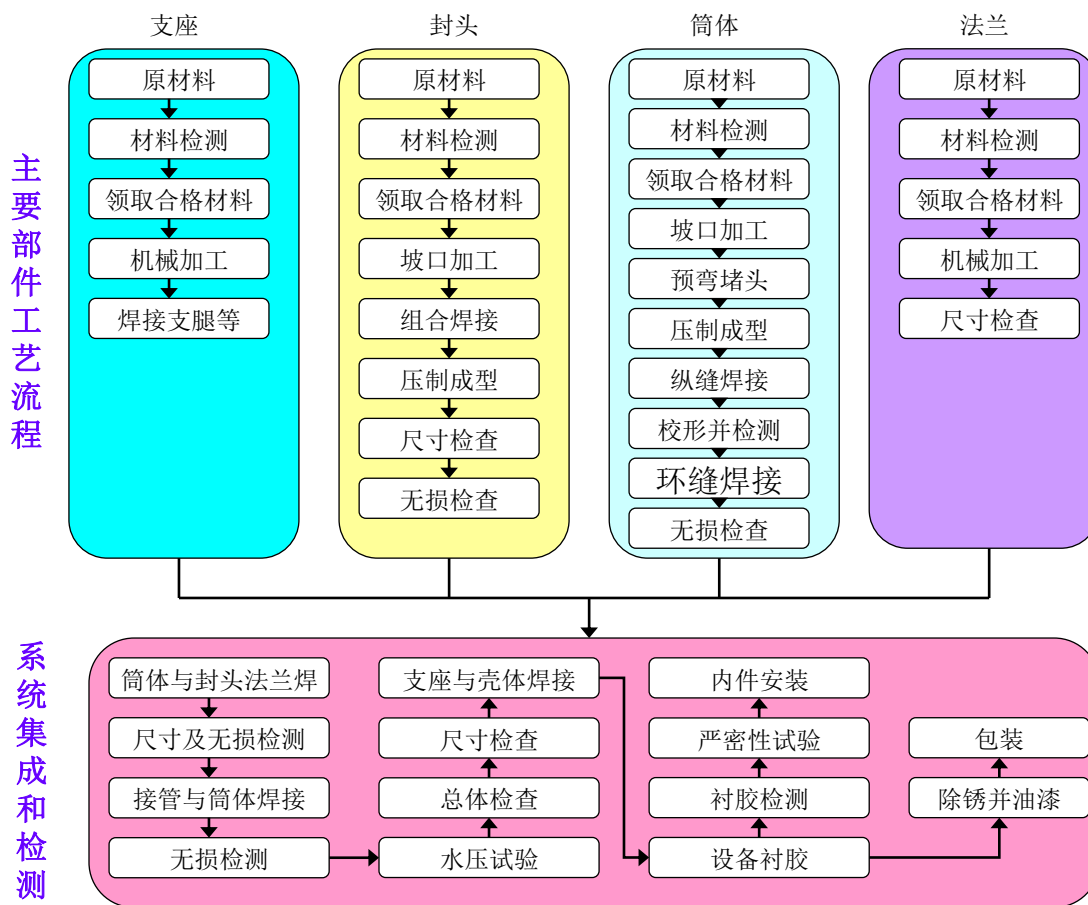 支座
原材料
材料检测
领取合格材料
机械加工
焊接支腿等
封头
原材料
材料检测
领取合格材料
坡口加工
组合焊接
压制成型
尺寸检查
无损检查
筒体
原材料
材料检测
领取合格材料
坡口加工
预弯堵头
压制成型
纵缝焊接
校形并检测
环缝焊接
无损检查
法兰
原材料
材料检测
领取合格材料
机械加工
尺寸检查
主要部件工艺流程
系统集成和检测
筒体与封头法兰焊
尺寸及无损检测
接管与筒体焊接
无损检测
支座与壳体焊接
尺寸检查
总体检查
水压试验
内件安装
严密性试验
衬胶检测
设备衬胶
包装
除锈并油漆